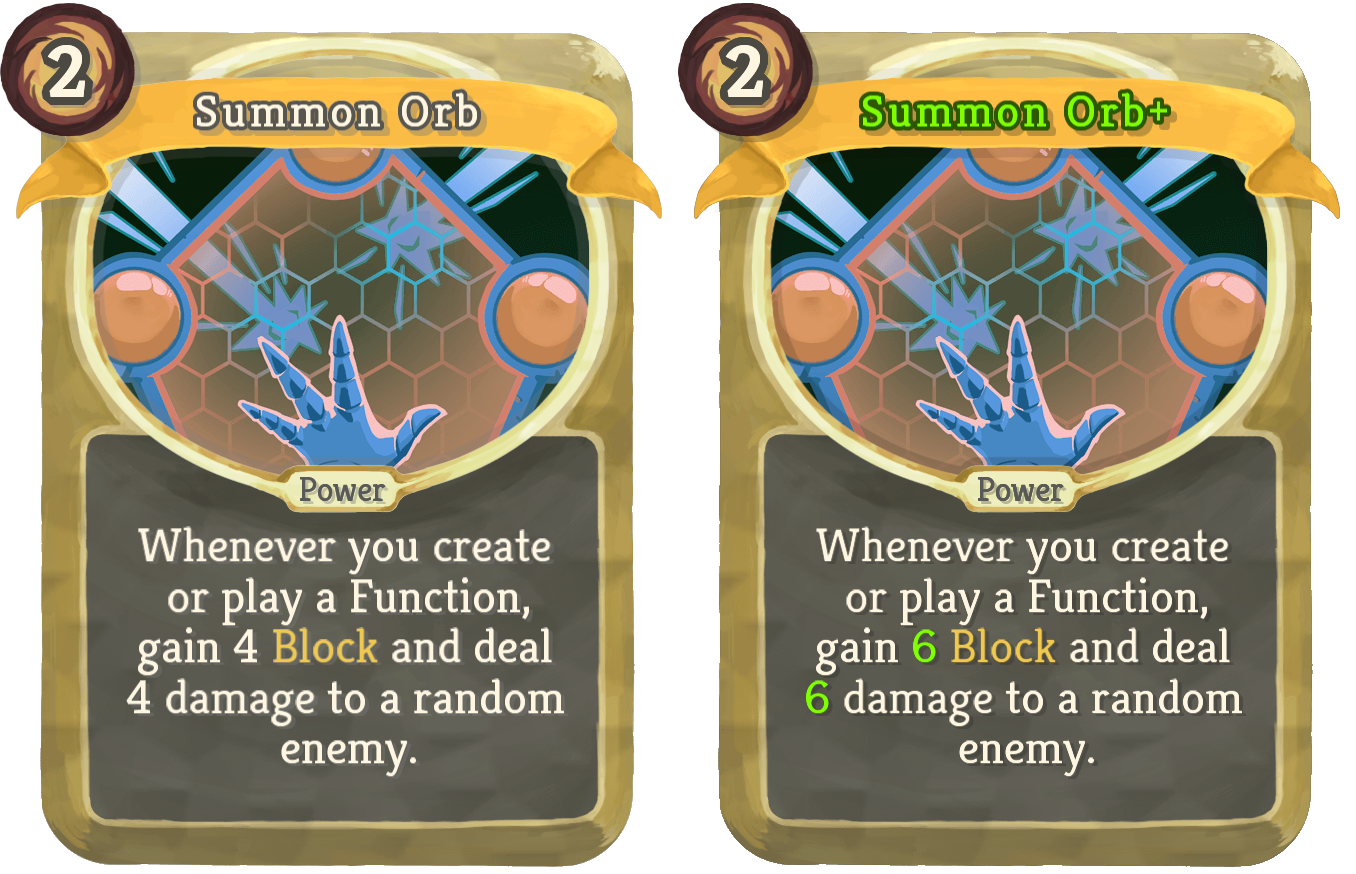 2
Summon Orb
Power
Whenever you create
or play a Function,
gain 4 Block and deal
4 damage to a random
enemy.
2
Summon Orb+
Power
Whenever you create
or play a Function,
gain 6 Block and deal
6 damage to a random
enemy.